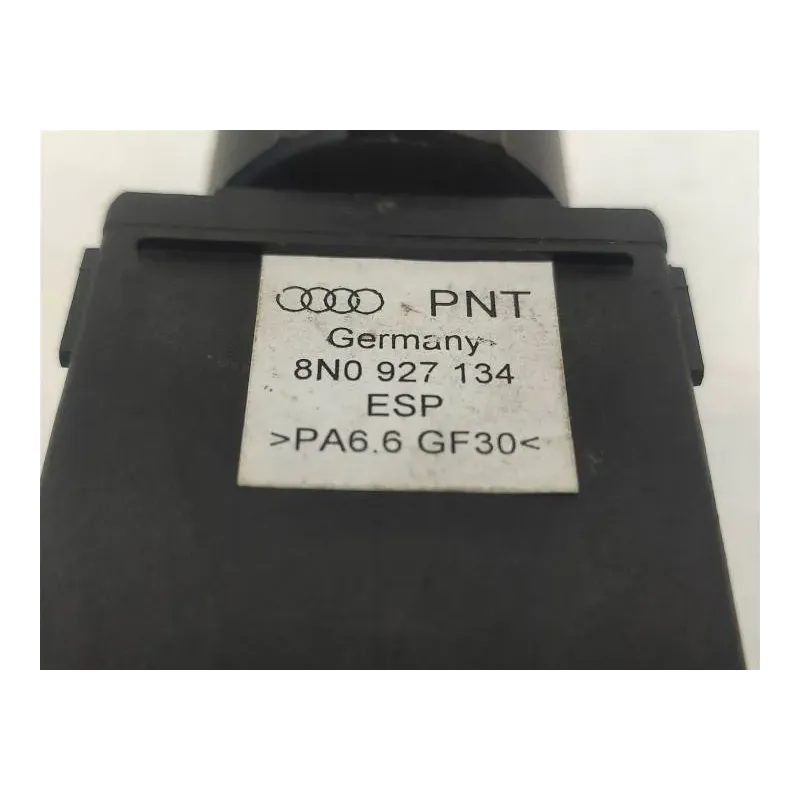 PNT
Germany
8N0 927 134
ESP
>PA6.6 GF30<